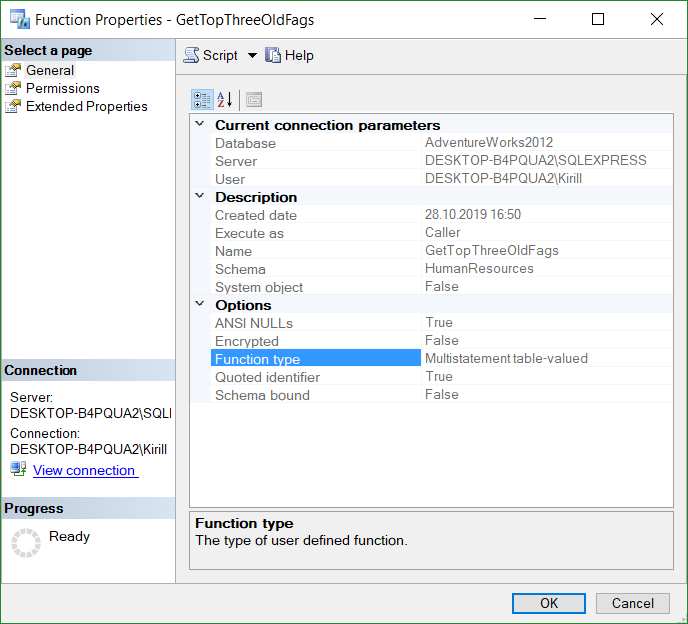 Function Properties - GetTopThreeOldFags
Select a page
General
Permissions
Extended Properties
Script
Help
Current connection parameters
Database AdventureWorks2012
Server DESKTOP-B4PQUA2\SQLEXPRESS
User DESKTOP-B4PQUA2\Kirill
Description
Created date 28.10.2019 16:50
Execute as Caller
Name GetTopThreeOldFags
Schema HumanResources
System object False
Options
ANSI NULLs True
Encrypted False
Function type Multistatement table-valued
Quoted identifier True
Schema bound False
Connection
Server:
DESKTOP-B4PQUA2\SQLI
Connection:
DESKTOP-B4PQUA2\Kirill
View connection
Progress
Ready
Function type
The type of user defined function.
OK
Cancel